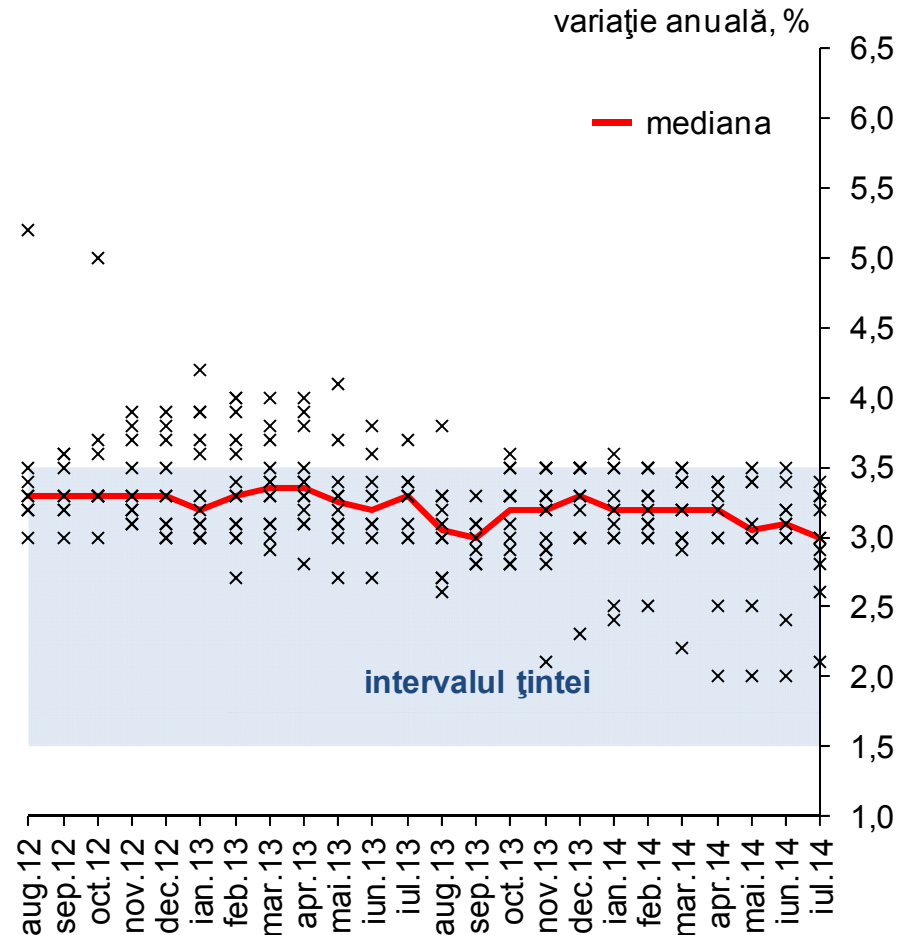 variaţie anuală, %
6,5
mediana
6,0
5,5
5,0
4,5
4,0
3,5
3,0
2,5
intervalul ţintei
2,0
1,5
1,0
aug.12
sep.12
oct.12
nov.12
dec.12
ian.13
feb.13
mar.13
apr.13
mai.13
iun.13
iul.13
aug.13
sep.13
oct.13
nov.13
dec.13
ian.14
feb.14
mar.14
apr.14
mai.14
iun.14
iul.14